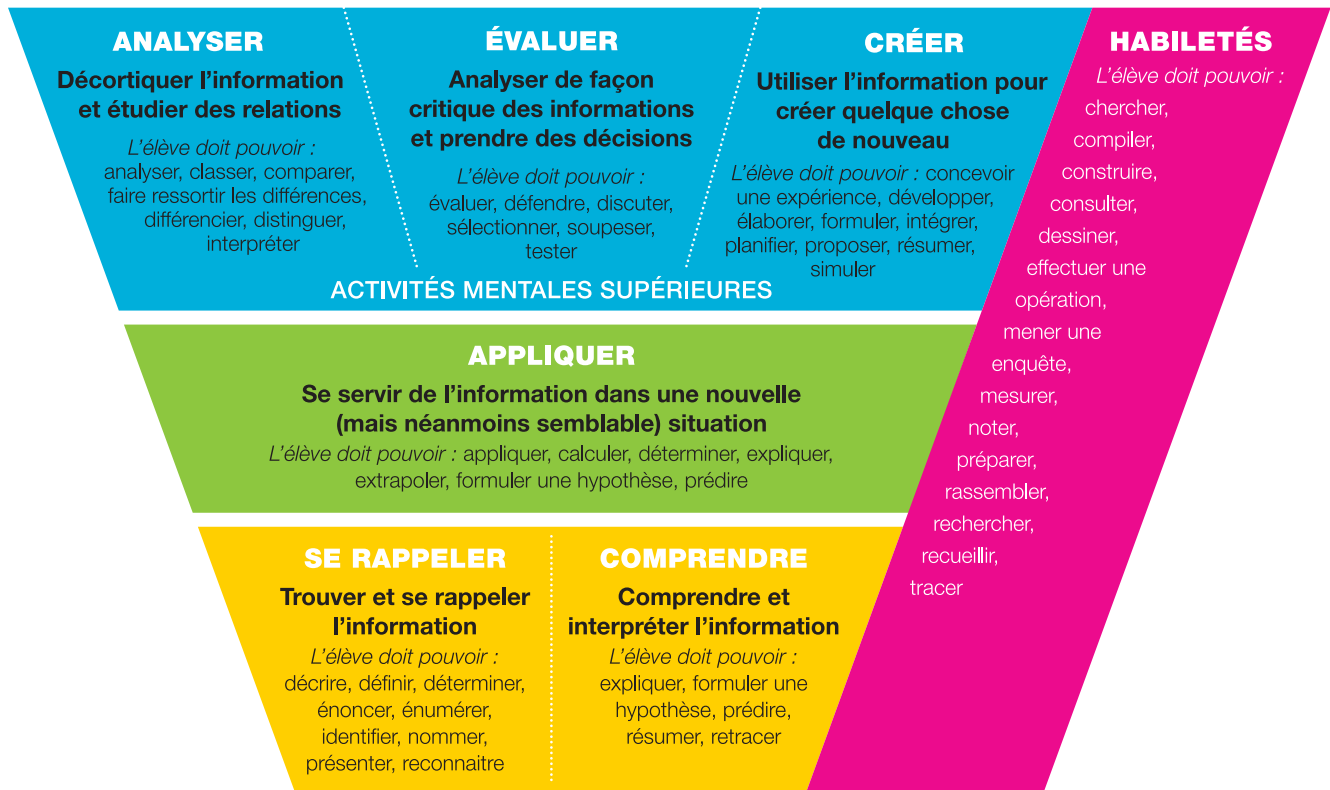 ANALYSER
Décortiquer l'information
et étudier des relations
L'élève doit pouvoir :
analyser, classer, comparer,
faire ressortir les différences,
différencier, distinguer,
interpréter
ÉVALUER
Analyser de façon
critique des informations
et prendre des décisions
L'élève doit pouvoir :
évaluer, défendre, discuter,
sélectionner, soupeser,
tester
CRÉER
Utiliser l'information pour
créer quelque chose
de nouveau
L'élève doit pouvoir : concevoir
une expérience, développer,
élaborer, formuler, intégrer,
planifier, proposer, résumer,
simuler
ACTIVITÉS MENTALES SUPÉRIEURES
HABILETÉS
L'élève doit pouvoir :
chercher,
compiler,
construire,
consulter,
dessiner,
effectuer une
opération,
mener une
enquête,
mesurer,
noter,
préparer,
rassembler,
rechercher,
recueillir,
tracer
APPLIQUER
Se servir de l'information dans une nouvelle
(mais néanmoins semblable) situation
L'élève doit pouvoir : appliquer, calculer, déterminer, expliquer,
extrapoler, formuler une hypothèse, prédire
SE RAPPELER
Trouver et se rappeler
l'information
L'élève doit pouvoir :
décrire, définir, déterminer,
énoncer, énumérer,
identifier, nommer,
présenter, reconnaitre
COMPRENDRE
Comprendre et
interpréter l'information
L'élève doit pouvoir :
expliquer, formuler une
hypothèse, prédire,
résumer, retracer